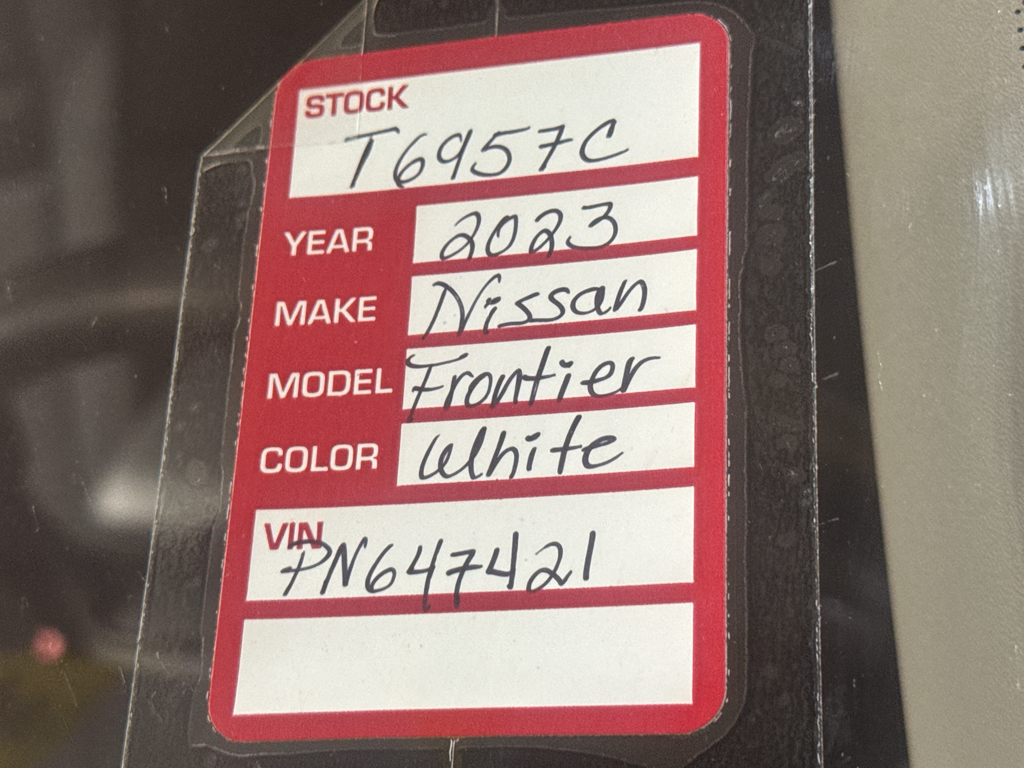 STOCK
T6957C
YEAR 2023
MAKE Nissan
MODEL Frontier
COLOR White
VIN
PN647421